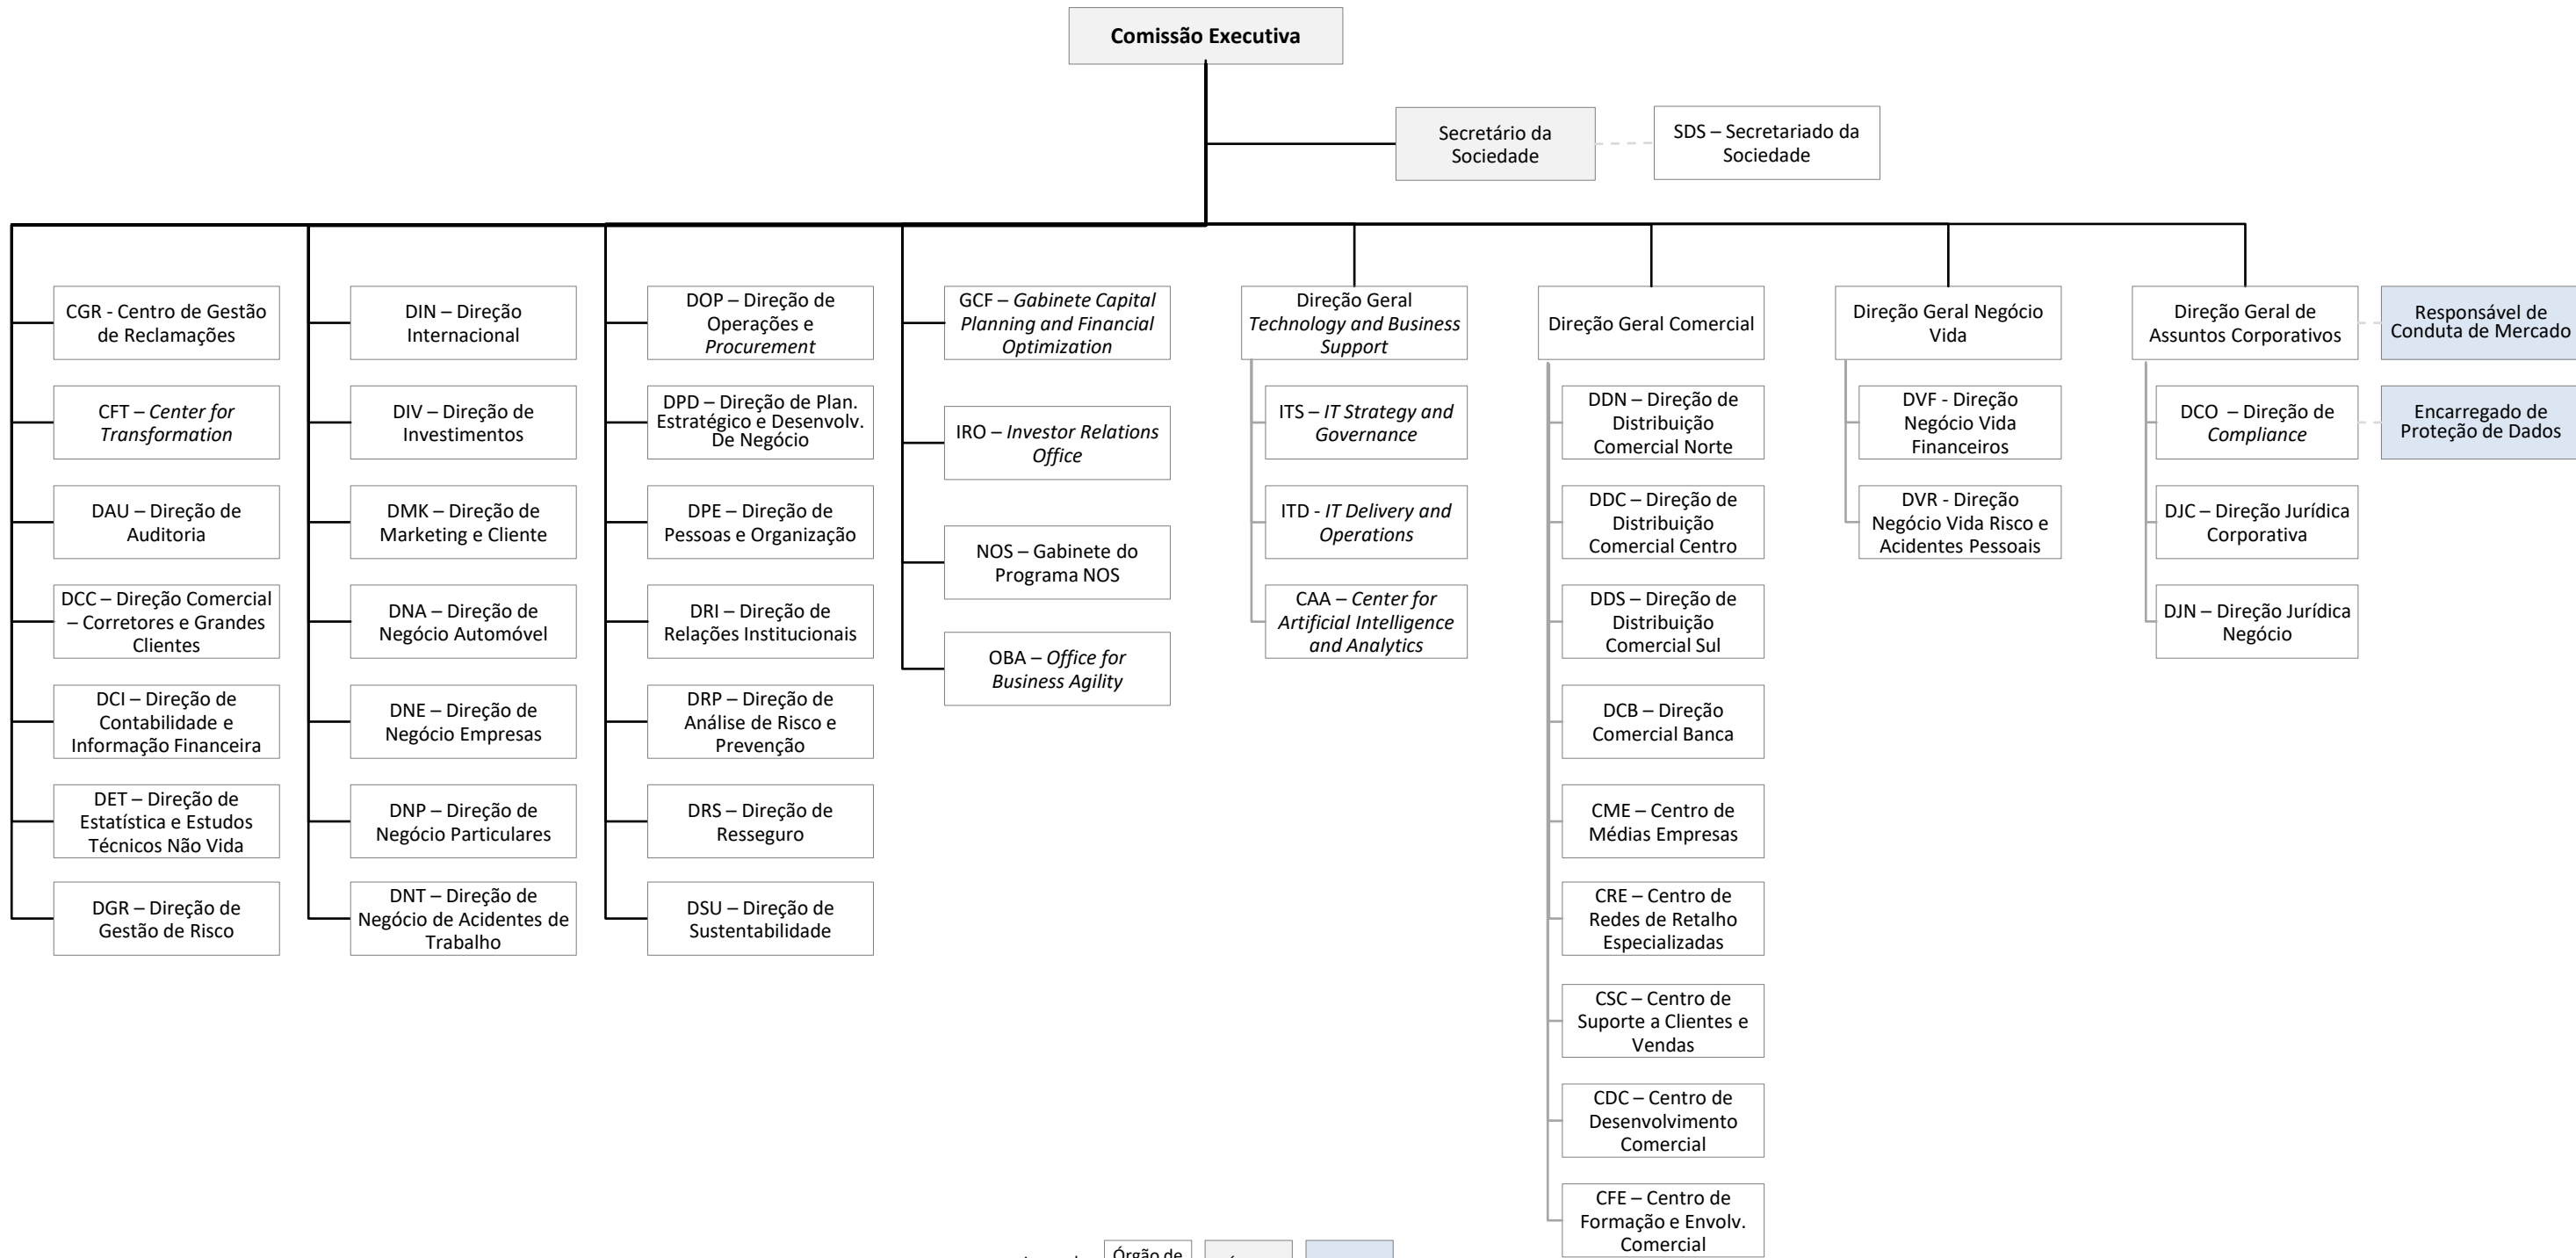 Comissão Executiva
Secretário da
Sociedade
SDS – Secretariado da
Sociedade
CGR - Centro de Gestão
de Reclamações
CFT – Center for
Transformation
DAU – Direção de
Auditoria
DCC – Direção Comercial
– Corretores e Grandes
Clientes
DCI – Direção de
Contabilidade e
Informação Financeira
DET – Direção de
Estatística e Estudos
Técnicos Não Vida
DGR – Direção de
Gestão de Risco
DIN – Direção
Internacional
DIV – Direção de
Investimentos
DMK – Direção de
Marketing e Cliente
DNA – Direção de
Negócio Automóvel
DNE – Direção de
Negócio Empresas
DNP – Direção de
Negócio Particulares
DNT – Direção de
Negócio de Acidentes de
Trabalho
DOP – Direção de
Operações e
Procurement
DPD – Direção de Plan.
Estratégico e Desenvolv.
De Negócio
DPE – Direção de
Pessoas e Organização
DRI – Direção de
Relações Institucionais
DRP – Direção de
Análise de Risco e
Prevenção
DRS – Direção de
Resseguro
DSU – Direção de
Sustentabilidade
GCF – Gabinete Capital
Planning and Financial
Optimization
IRO – Investor Relations
Office
NOS – Gabinete do
Programa NOS
OBA – Office for
Business Agility
Direção Geral
Technology and Business
Support
ITS – IT Strategy and
Governance
ITD - IT Delivery and
Operations
CAA – Center for
Artificial Intelligence
and Analytics
Direção Geral Comercial
DDN – Direção de
Distribuição
Comercial Norte
DDC – Direção de
Distribuição
Comercial Centro
DDS – Direção de
Distribuição
Comercial Sul
DCB – Direção
Comercial Banca
CME – Centro de
Médias Empresas
CRE – Centro de
Redes de Retalho
Especializadas
CSC – Centro de
Suporte a Clientes e
Vendas
CDC – Centro de
Desenvolvimento
Comercial
CFE – Centro de
Formação e Envolv.
Comercial
Direção Geral Negócio
Vida
DVF - Direção
Negócio Vida
Financeiros
DVR - Direção
Negócio Vida Risco e
Acidentes Pessoais
Direção Geral de
Assuntos Corporativos
DCO – Direção de
Compliance
DJC – Direção Jurídica
Corporativa
DJN – Direção Jurídica
Negócio
Responsável de
Conduta de Mercado
Encarregado de
Proteção de Dados
Órgão de